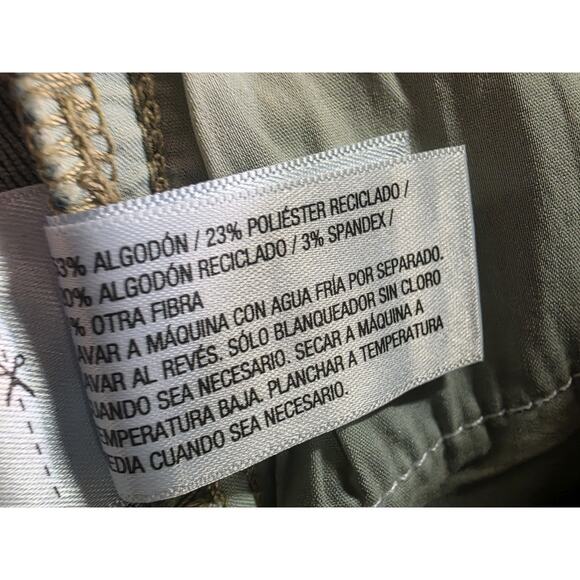 3% ALGODÓN / 23% POLIÉSTER RECICLADO /
0% ALGODÓN RECICLADO / 3% SPANDEX /
% OTRA FIBRA
AVAR A MÁQUINA CON AGUA FRÍA POR SEPARADO.
AVAR AL REVÉS. SÓLO BLANQUEADOR SIN CLORO
UANDO SEA NECESARIO. SECAR A MÁQUINA A
EMPERATURA BAJA. PLANCHAR A TEMPERATURA
EDIA CUANDO SEA NECESARIO.